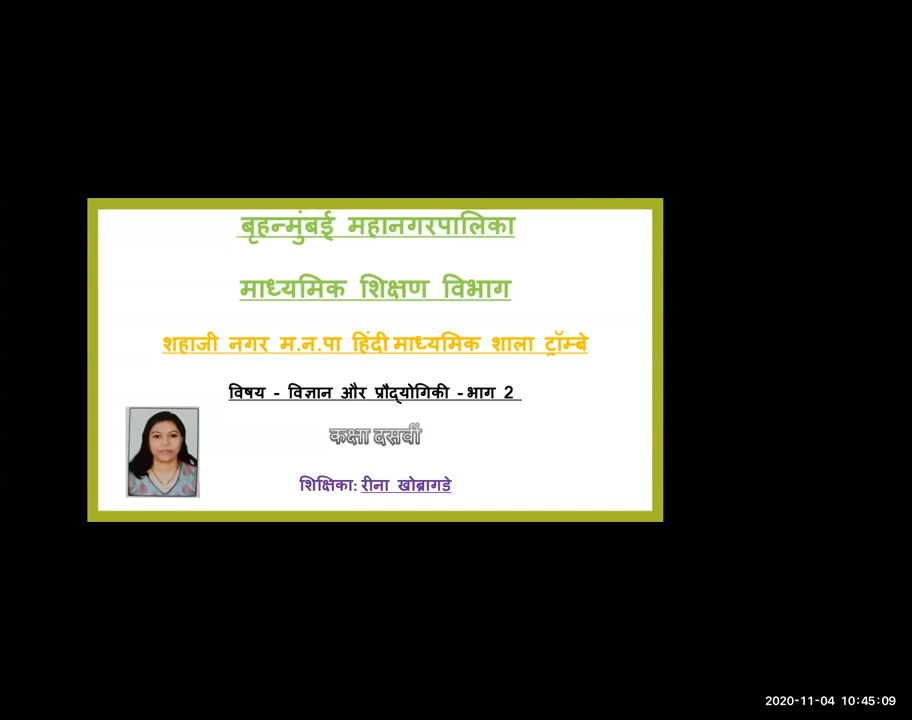 बृहन्मुंबई महानगरपालिका
माध्यमिक शिक्षण विभाग
शहाजी नगर म.न.पा हिंदी माध्यमिक शाला ट्रॉम्बे
विषय - विज्ञान और प्रौद्योगिकी -भाग 2
कक्षा दसवीं
शिक्षिका: रीना खोब्रागडे
2020-11-04 10:45:09